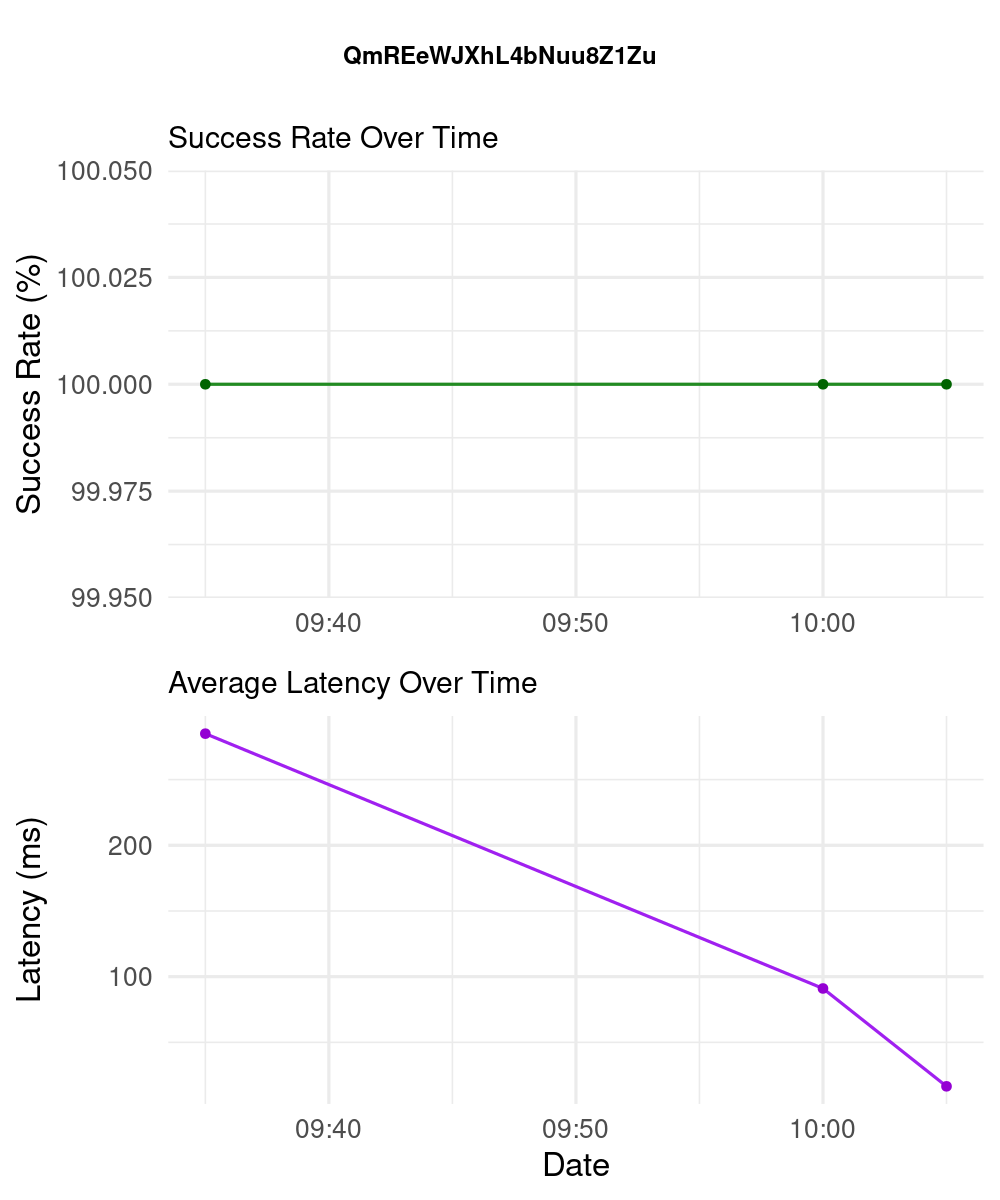 QmREeWJXhL4bNuu8Z1Zu
Success Rate Over Time
Success Rate (%)
100.050
100.025
100.000
99.975
99.950
09:40 09:50 10:00
Average Latency Over Time
Latency (ms)
200
100
09:40 09:50 10:00
Date